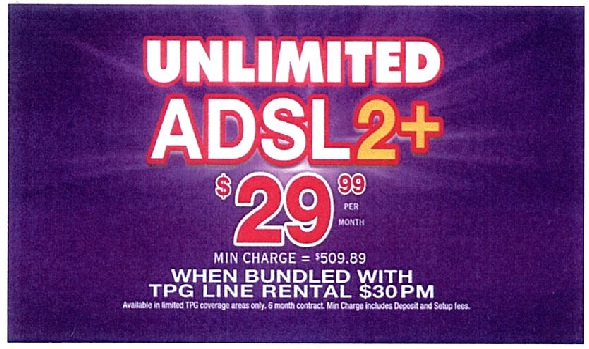 UNLIMITED
ADSL2+
$29 99 PER MONTH
MIN CHARGE = $509.89
WHEN BUNDLED WITH
TPG LINE RENTAL $30PM
Available in limited TPG coverage areas only. 6 month contract. Min Charge includes Deposit and Setup fees.